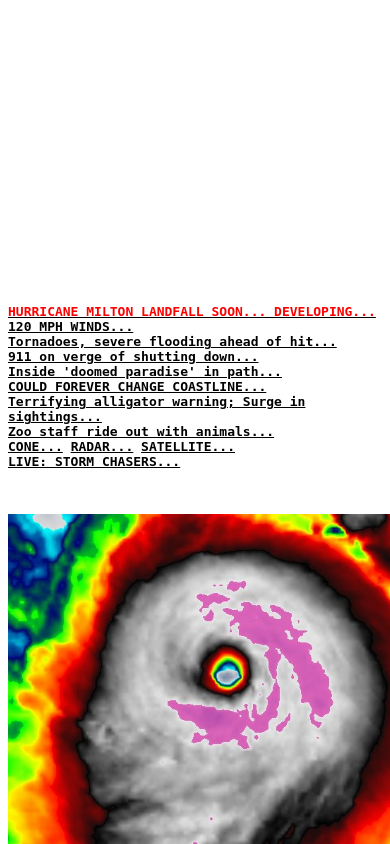 HURRICANE MILTON LANDFALL SOON... DEVELOPING...
120 MPH WINDS...
Tornadoes, severe flooding ahead of hit...
911 on verge of shutting down...
Inside 'doomed paradise' in path...
COULD FOREVER CHANGE COASTLINE...
Terrifying alligator warning; Surge in
sightings...
Zoo staff ride out with animals...
CONE... RADAR... SATELLITE...
LIVE: STORM CHASERS...